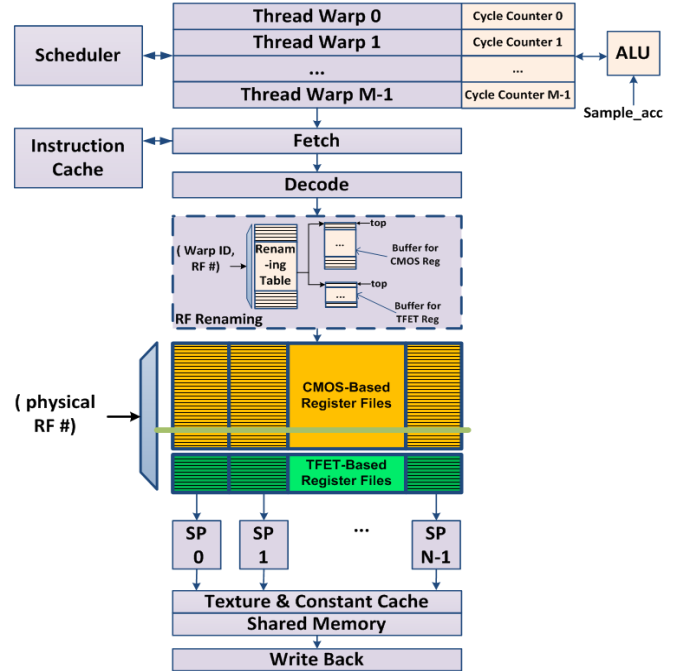 Thread Warp 0
Cycle Counter 0
Scheduler
Thread Warp 1
Cycle Counter 1
ALU
...
...
Thread Warp M-1
Cycle Counter M-1
Sample_acc
Instruction
Cache
Fetch
Decode
( Warp ID,
RF #)
Renam
-ing
Table
top
...
Buffer for
CMOS Reg
top
...
Buffer for
TFET Reg
RF Renaming
( physical
RF #)
CMOS-Based
Register Files
TFET-Based
Register Files
SP
0
SP
1
...
SP
N-1
Texture & Constant Cache
Shared Memory
Write Back